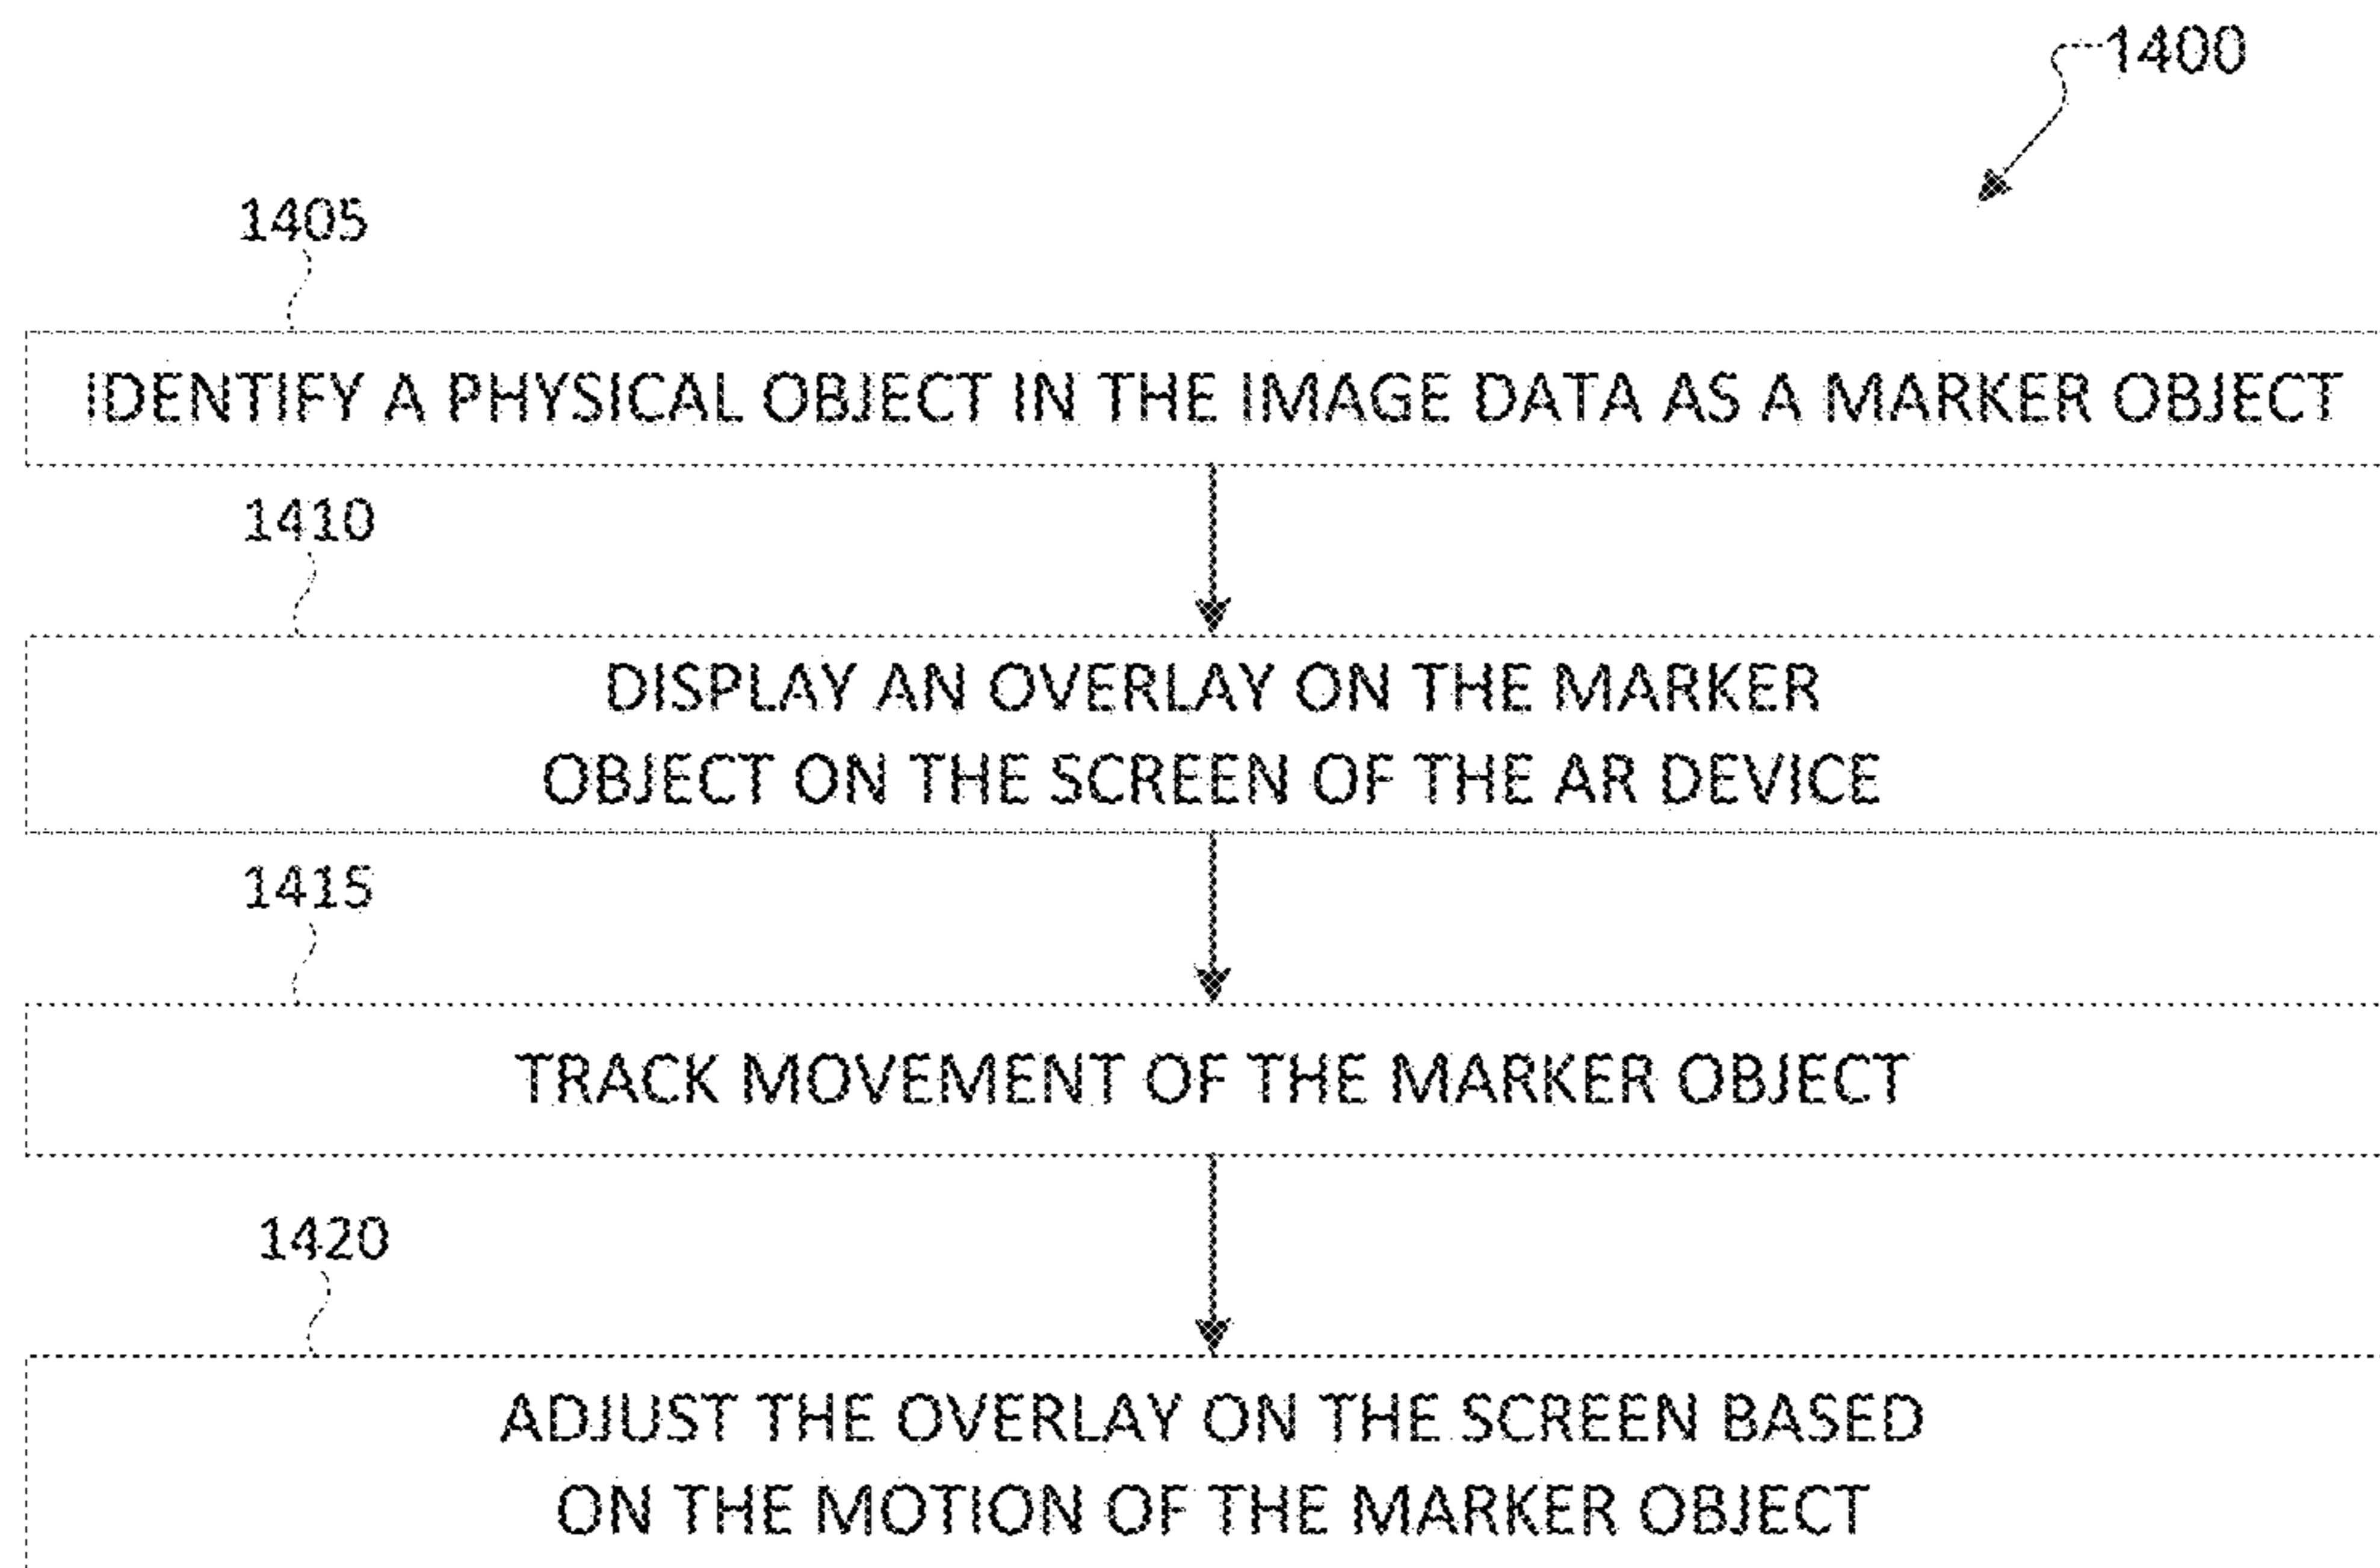 1400
1405
IDENTIFY A PHYSICAL OBJECT IN THE IMAGE DATA AS A MARKER OBJECT
1410
DISPLAY AN OVERLAY ON THE MARKER
OBJECT ON THE SCREEN OF THE AR DEVICE
1415
TRACK MOVEMENT OF THE MARKER OBJECT
1420
ADJUST THE OVERLAY ON THE SCREEN BASED
ON THE MOTION OF THE MARKER OBJECT